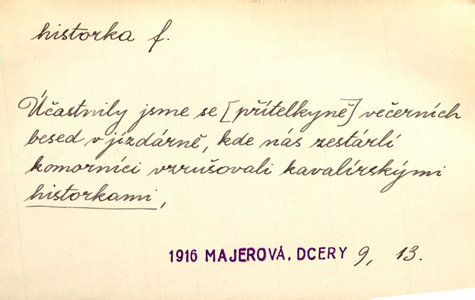 historka f.
Účastnily jsme se [přítelkyně] večerních
besed v jízdárně, kde nás zestárlí
komorníci vzrušovali kavalírskými
historkami,
1916 MAJEROVÁ, DCERY 9, 13.